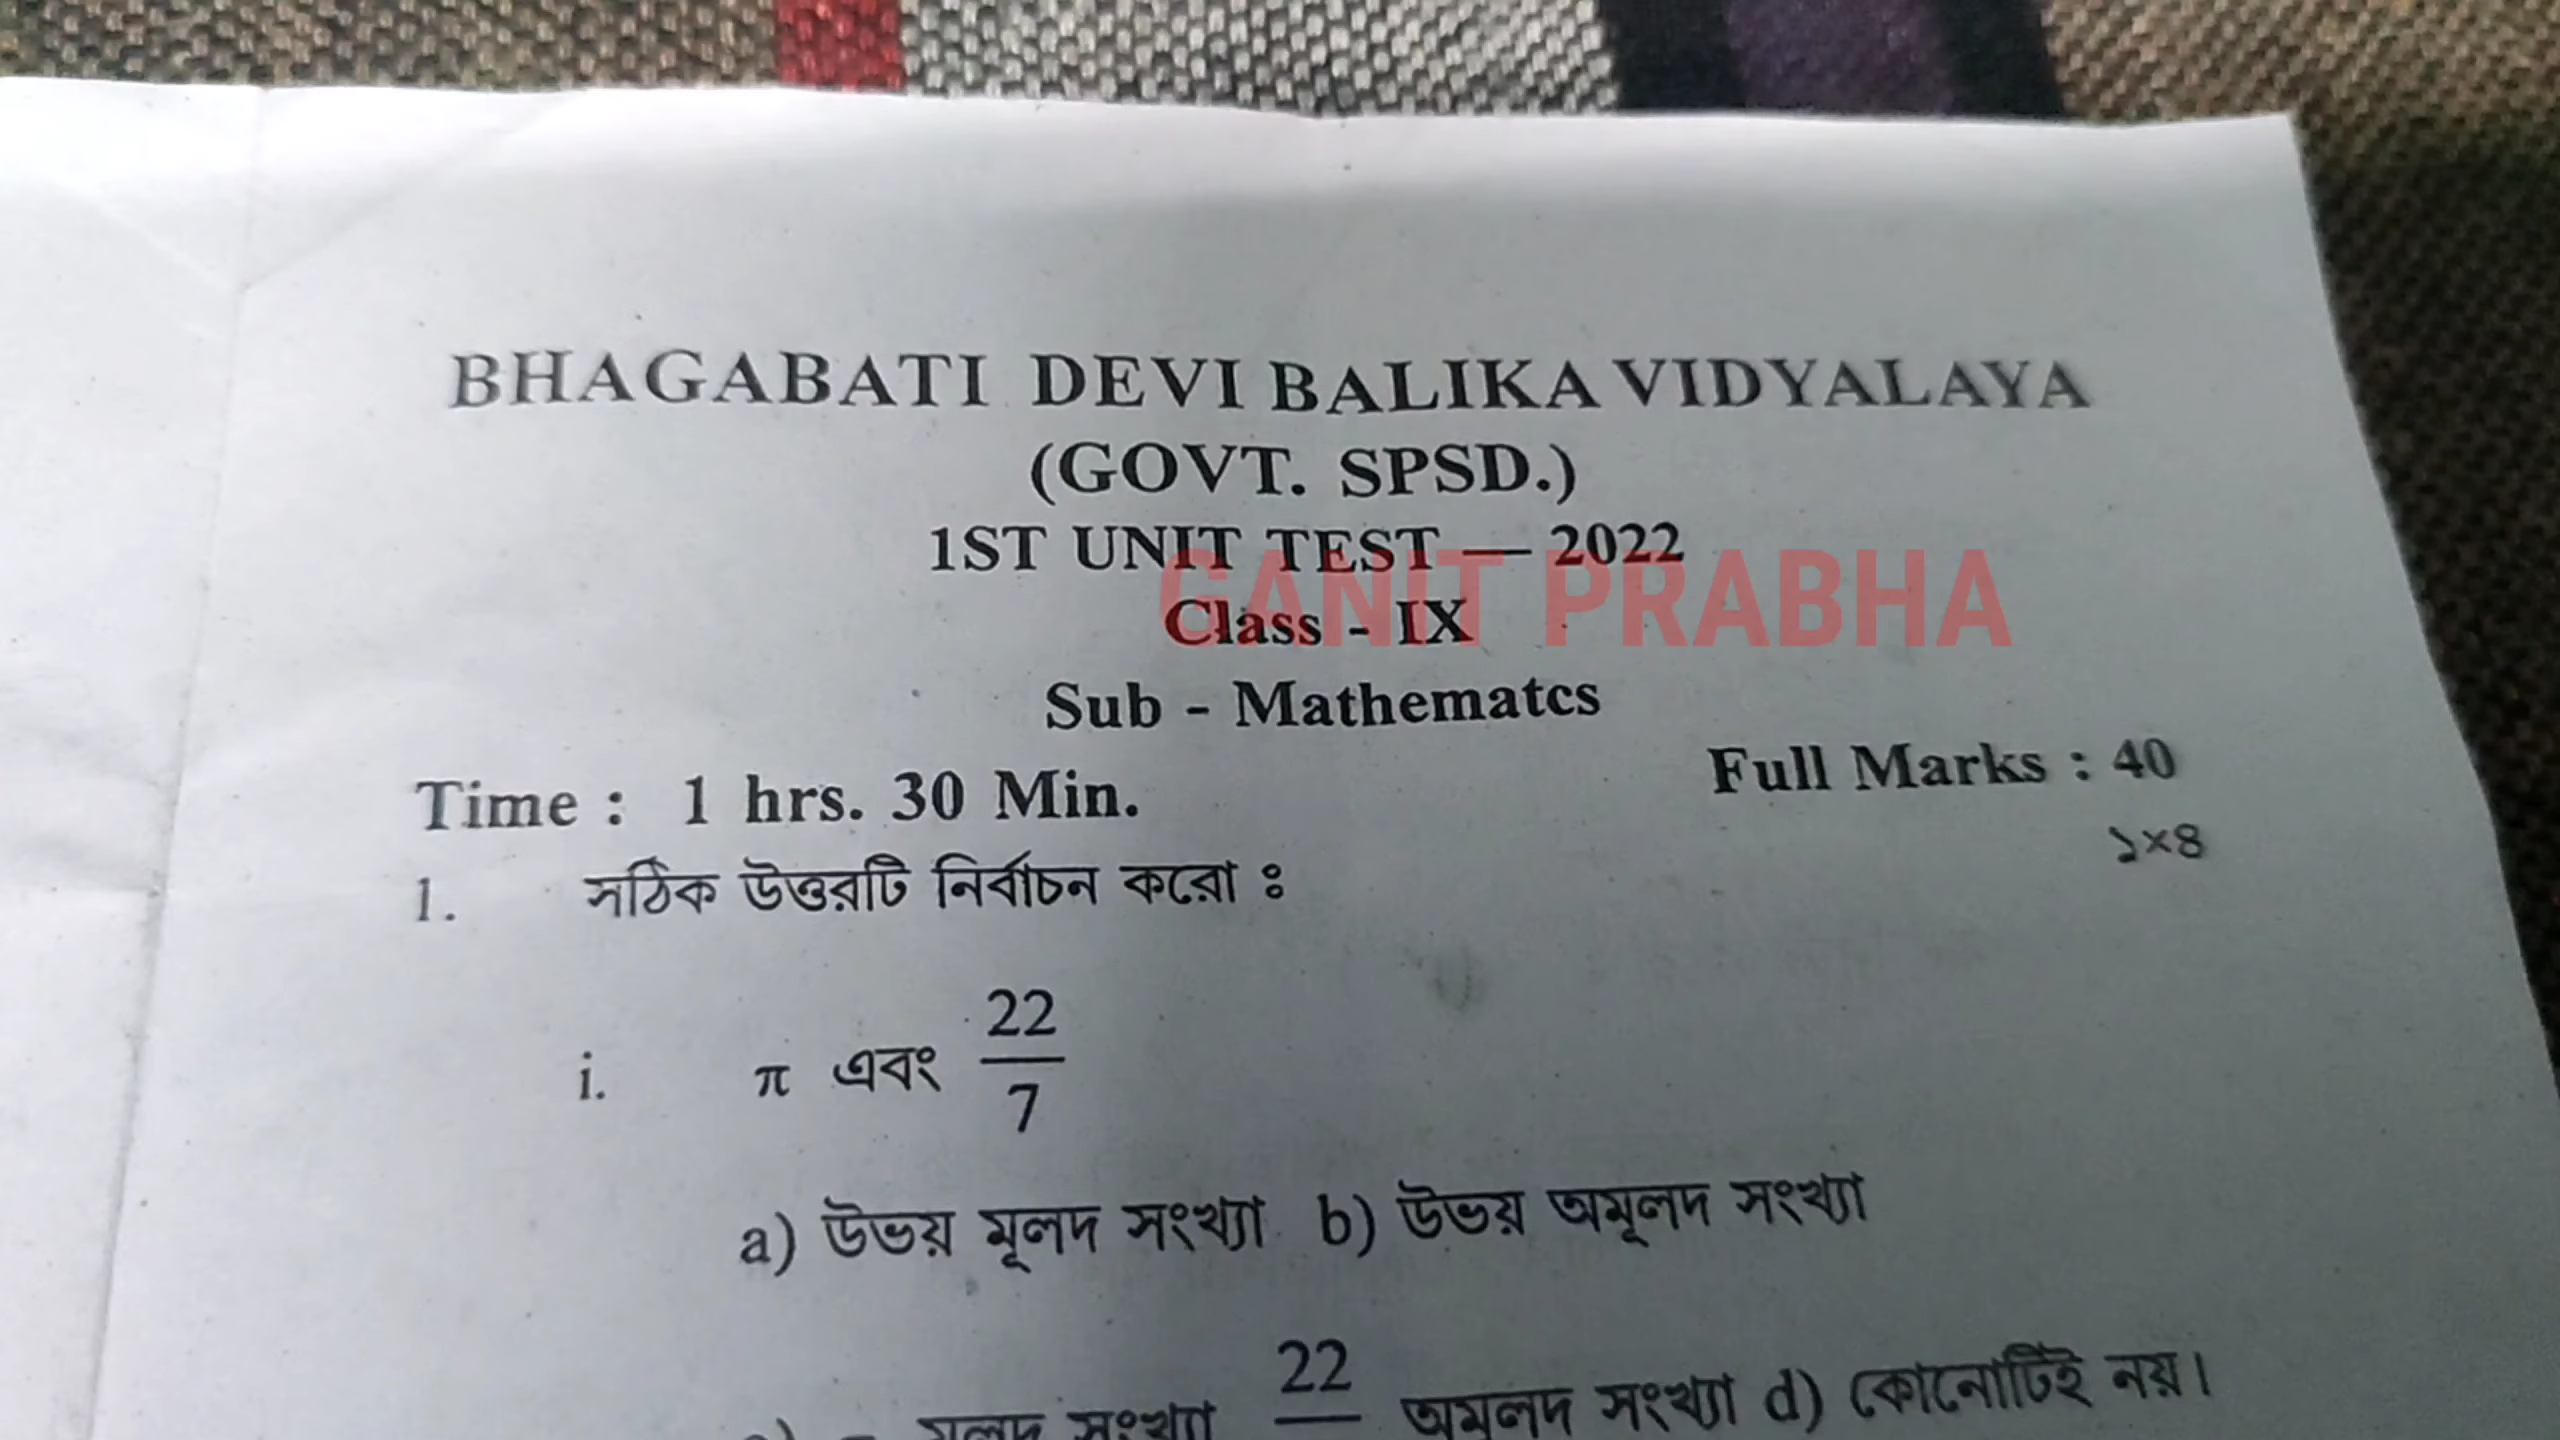 BHAGABATI DEVI BALIKA VIDYALAYA
(GOVT. SPSD.)
1ST UNIT TEST — 2022
GANIT PRABHA
Class - IX
Sub - Mathematcs
Time : 1 hrs. 30 Min. Full Marks : 40
1. সঠিক উত্তরটি নির্বাচন করো ঃ ১×৪
i. π এবং 22/7
a) উভয় মূলদ সংখ্যা b) উভয় অমূলদ সংখ্যা
মূলদ সংখ্যা 22 অমূলদ সংখ্যা d) কোনোটিই নয়।